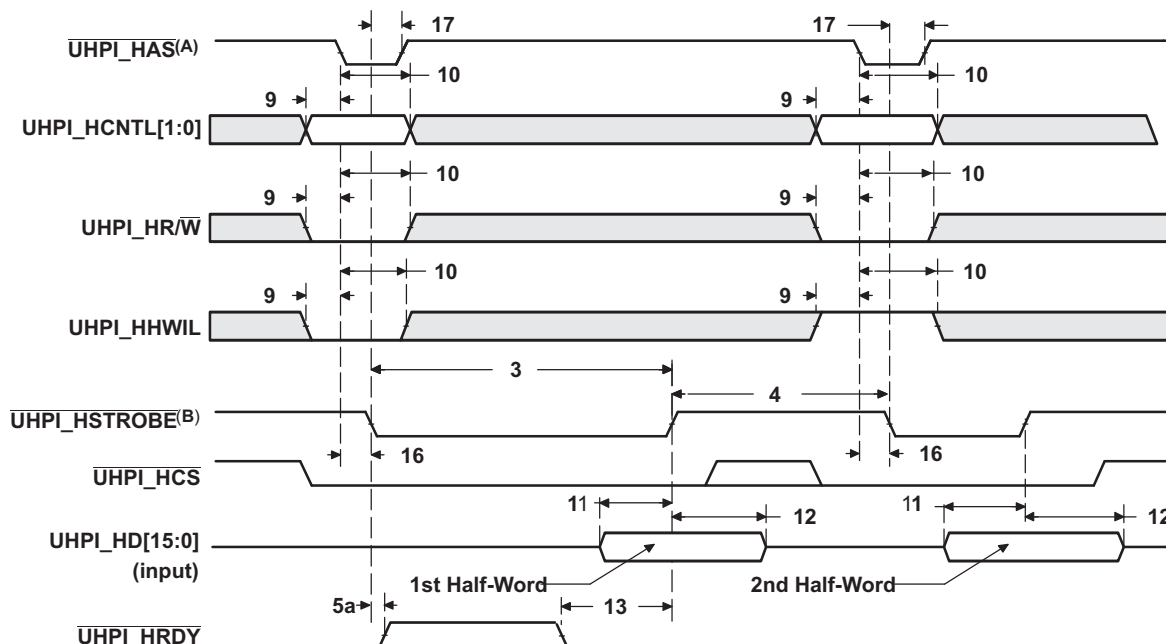 17 17
UHPI_HAS(A)
10 10
9 9
UHPI_HCNTL[1:0]
10 10
9 9
UHPI_HR/W
10 10
9 9
UHPI_HHWIL
3
4
UHPI_HSTROBE(B)
16 16
UHPI_HCS
11 11
12 12
UHPI_HD[15:0]
(input)
1st Half-Word 2nd Half-Word
5a 13
UHPI_HRDY